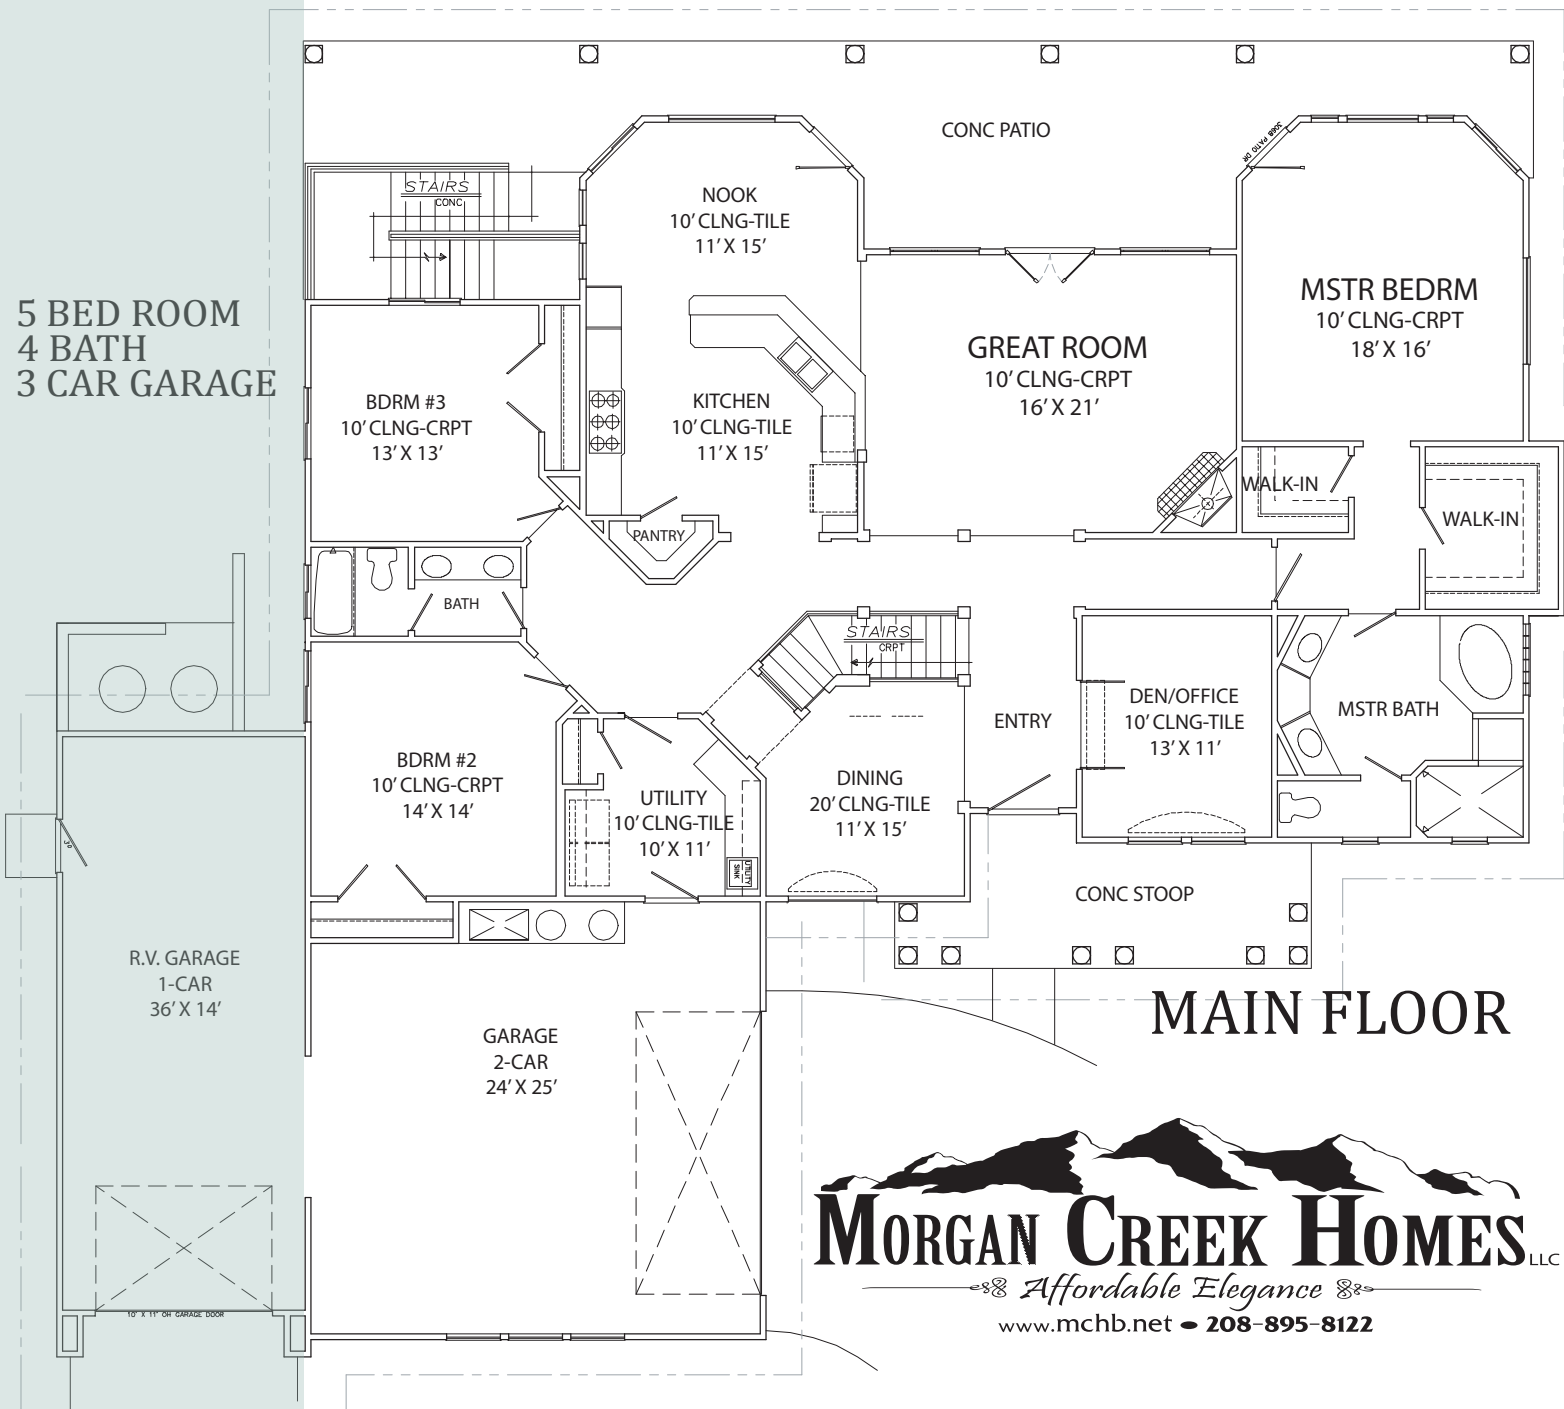 CONC PATIO
3068 PATIO DR
STAIRS
CONC
NOOK
10' CLNG-TILE
11' X 15'
5 BED ROOM
4 BATH
3 CAR GARAGE
MSTR BEDRM
10' CLNG-CRPT
18' X 16'
GREAT ROOM
10' CLNG-CRPT
16' X 21'
BDRM #3
10' CLNG-CRPT
13' X 13'
KITCHEN
10' CLNG-TILE
11' X 15'
WALK-IN
WALK-IN
PANTRY
BATH
STAIRS
CRPT
DEN/OFFICE
10' CLNG-TILE
13' X 11'
ENTRY
MSTR BATH
BDRM #2
10' CLNG-CRPT
14' X 14'
UTILITY
10' CLNG-TILE
10' X 11'
DINING
20' CLNG-TILE
11' X 15'
UTILITY
SINK
3°
CONC STOOP
R.V. GARAGE
1-CAR
36' X 14'
MAIN FLOOR
GARAGE
2-CAR
24' X 25'
10' X 11' OH GARAGE DOOR
MORGAN CREEK HOMES LLC
Affordable Elegance
www.mchb.net • 208-895-8122